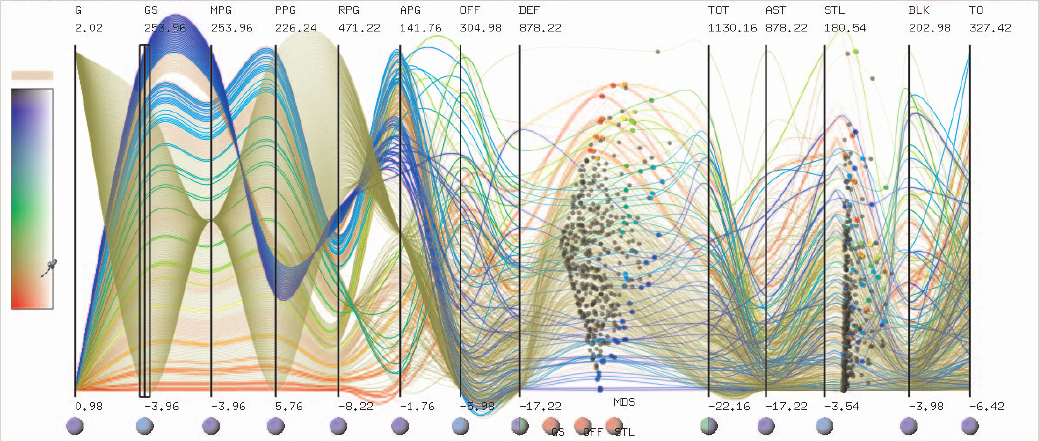 G GS MPG PPG RPG APG OFF DEF TOT AST STL BLK TO
2.02 253.96 253.96 226.24 471.22 141.76 304.98 878.22 1130.16 878.22 180.54 202.98 327.42
0.98 -3.96 -3.96 5.76 -8.22 -1.76 -5.98 -17.22 MDS -22.16 -17.22 -3.54 -3.98 -6.42
GS OFF STL